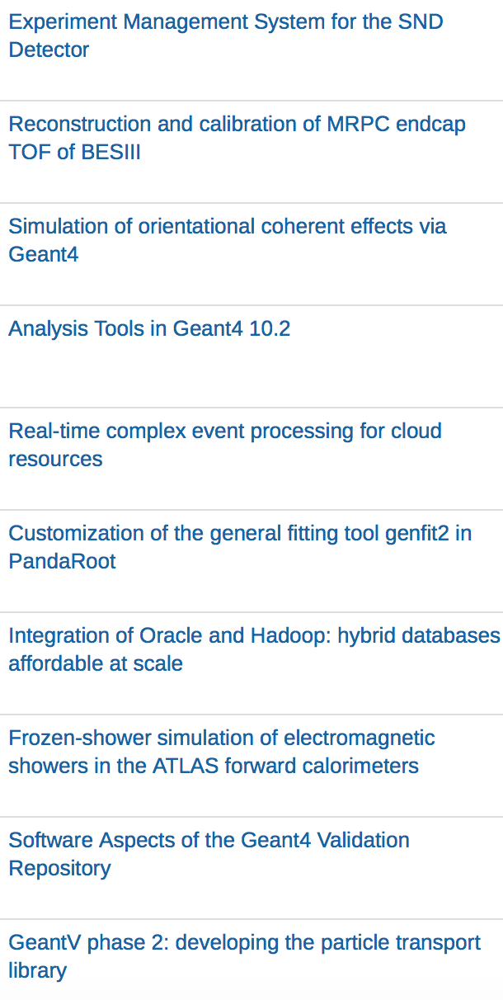 Experiment Management System for the SND
Detector
Reconstruction and calibration of MRPC endcap
TOF of BESIII
Simulation of orientational coherent effects via
Geant4
Analysis Tools in Geant4 10.2
Real-time complex event processing for cloud
resources
Customization of the general fitting tool genfit2 in
PandaRoot
Integration of Oracle and Hadoop: hybrid databases
affordable at scale
Frozen-shower simulation of electromagnetic
showers in the ATLAS forward calorimeters
Software Aspects of the Geant4 Validation
Repository
GeantV phase 2: developing the particle transport
library